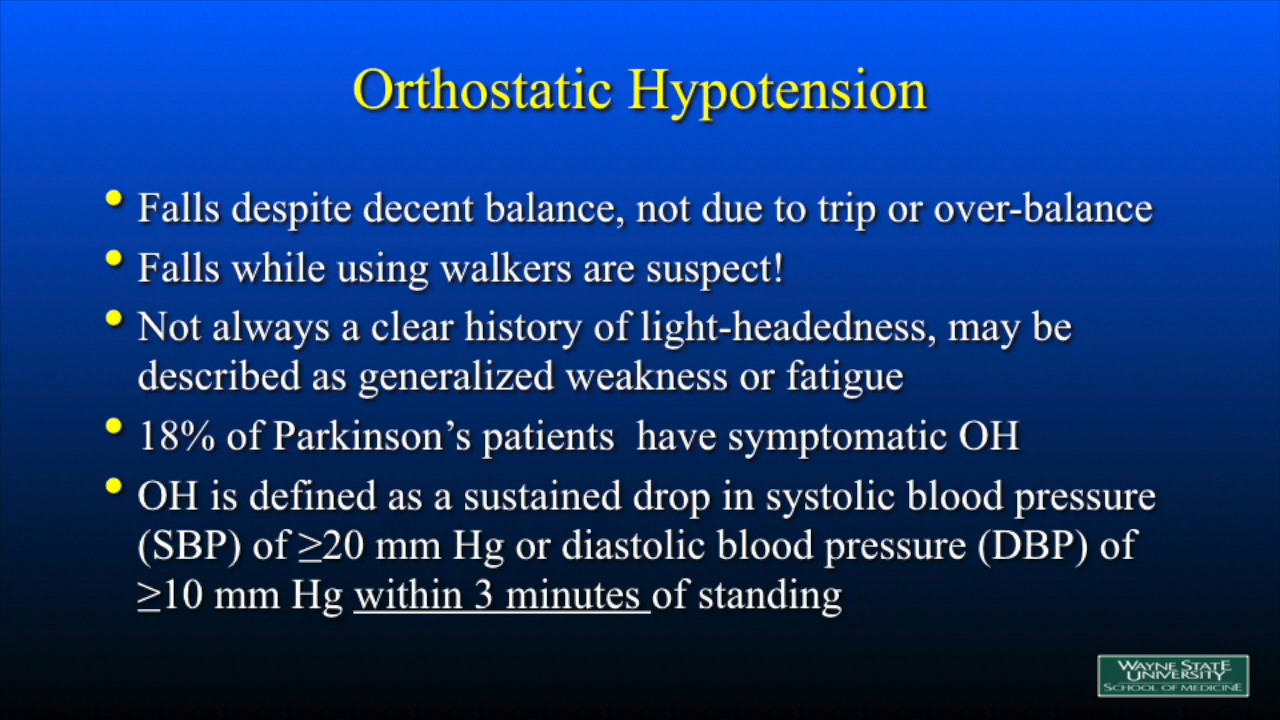 Orthostatic Hypotension
• Falls despite decent balance, not due to trip or over-balance
• Falls while using walkers are suspect!
• Not always a clear history of light-headedness, may be
described as generalized weakness or fatigue
• 18% of Parkinson’s patients  have symptomatic OH
• OH is defined as a sustained drop in systolic blood pressure
(SBP) of ≥20 mm Hg or diastolic blood pressure (DBP) of
≥10 mm Hg within 3 minutes of standing
WAYNE STATE
UNIVERSITY
SCHOOL OF MEDICINE